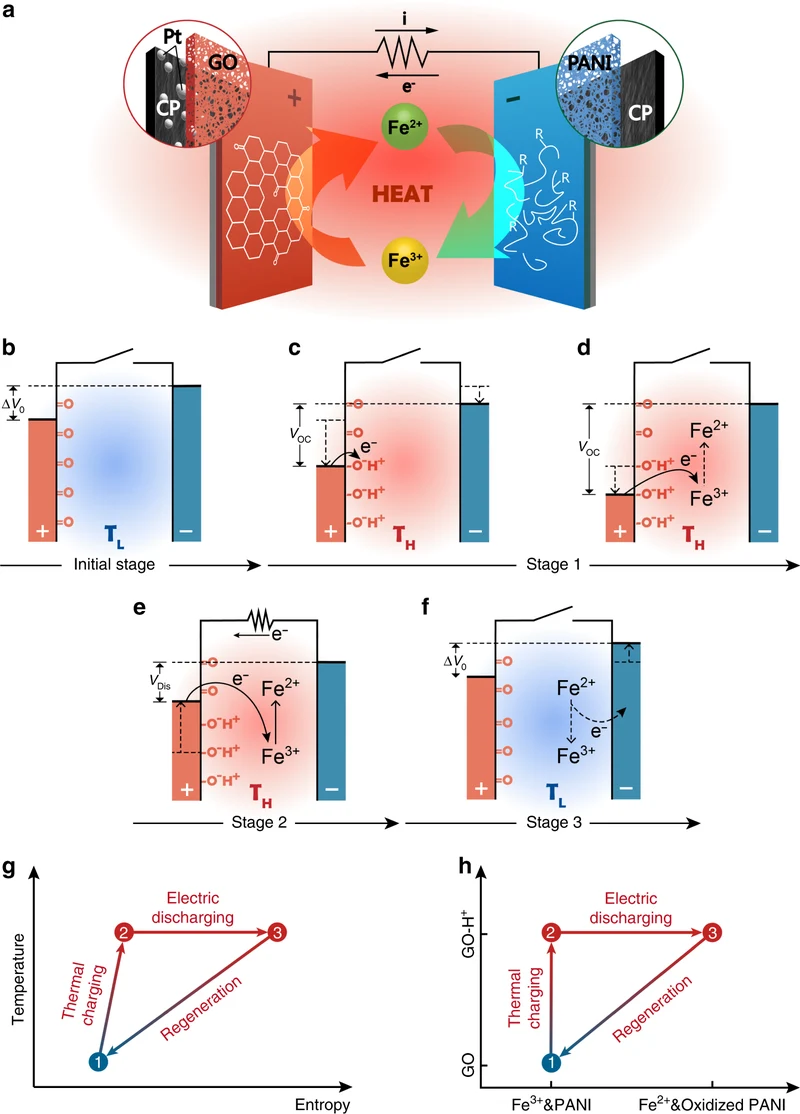 a
i
Pt
GO
CP
+
e⁻
−
PANI
CP
Fe²⁺
HEAT
Fe³⁺
R
R
R
R
b
ΔV₀
=O
=O
=O
=O
=O
+
T_L
−
Initial stage
c
V_OC
=O
=O
e⁻
-O⁻H⁺
-O⁻H⁺
-O⁻H⁺
+
T_H
−
d
V_OC
=O
=O
Fe²⁺
-O⁻H⁺
e⁻
-O⁻H⁺
Fe³⁺
-O⁻H⁺
+
T_H
−
Stage 1
e
e⁻
V_Dis
=O
=O
e⁻
Fe²⁺
-O⁻H⁺
-O⁻H⁺
Fe³⁺
-O⁻H⁺
+
T_H
−
Stage 2
f
ΔV₀
=O
=O
=O
=O
=O
Fe²⁺
e⁻
Fe³⁺
+
T_L
−
Stage 3
g
Temperature
Electric
discharging
2
3
Thermal
charging
Regeneration
1
Entropy
h
GO-H⁺
GO
Electric
discharging
2
3
Thermal
charging
Regeneration
1
Fe³⁺&PANI
Fe²⁺&Oxidized PANI